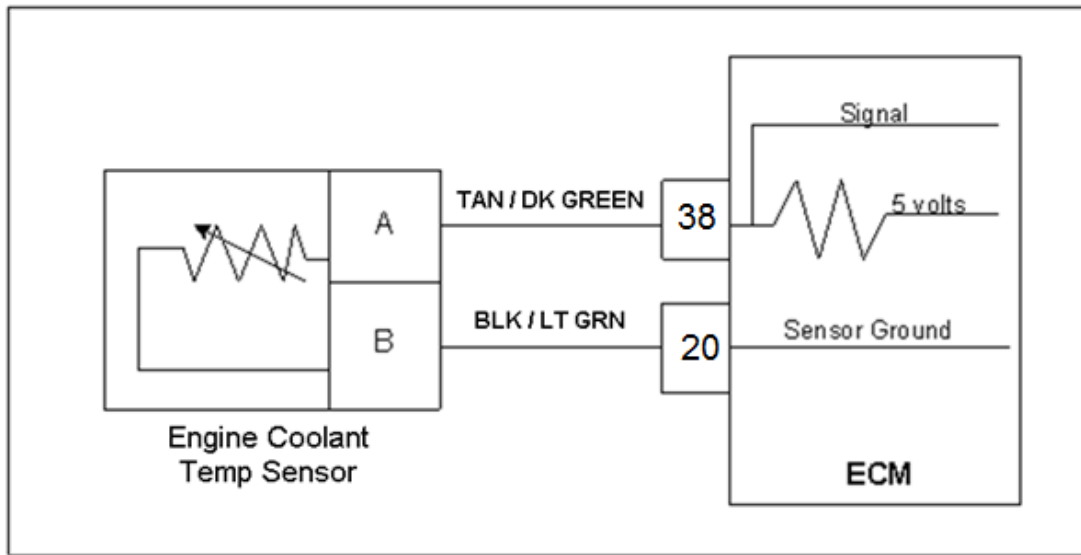 Signal
A
TAN / DK GREEN
38
5 volts
B
BLK / LT GRN
20
Sensor Ground
Engine Coolant
Temp Sensor
ECM